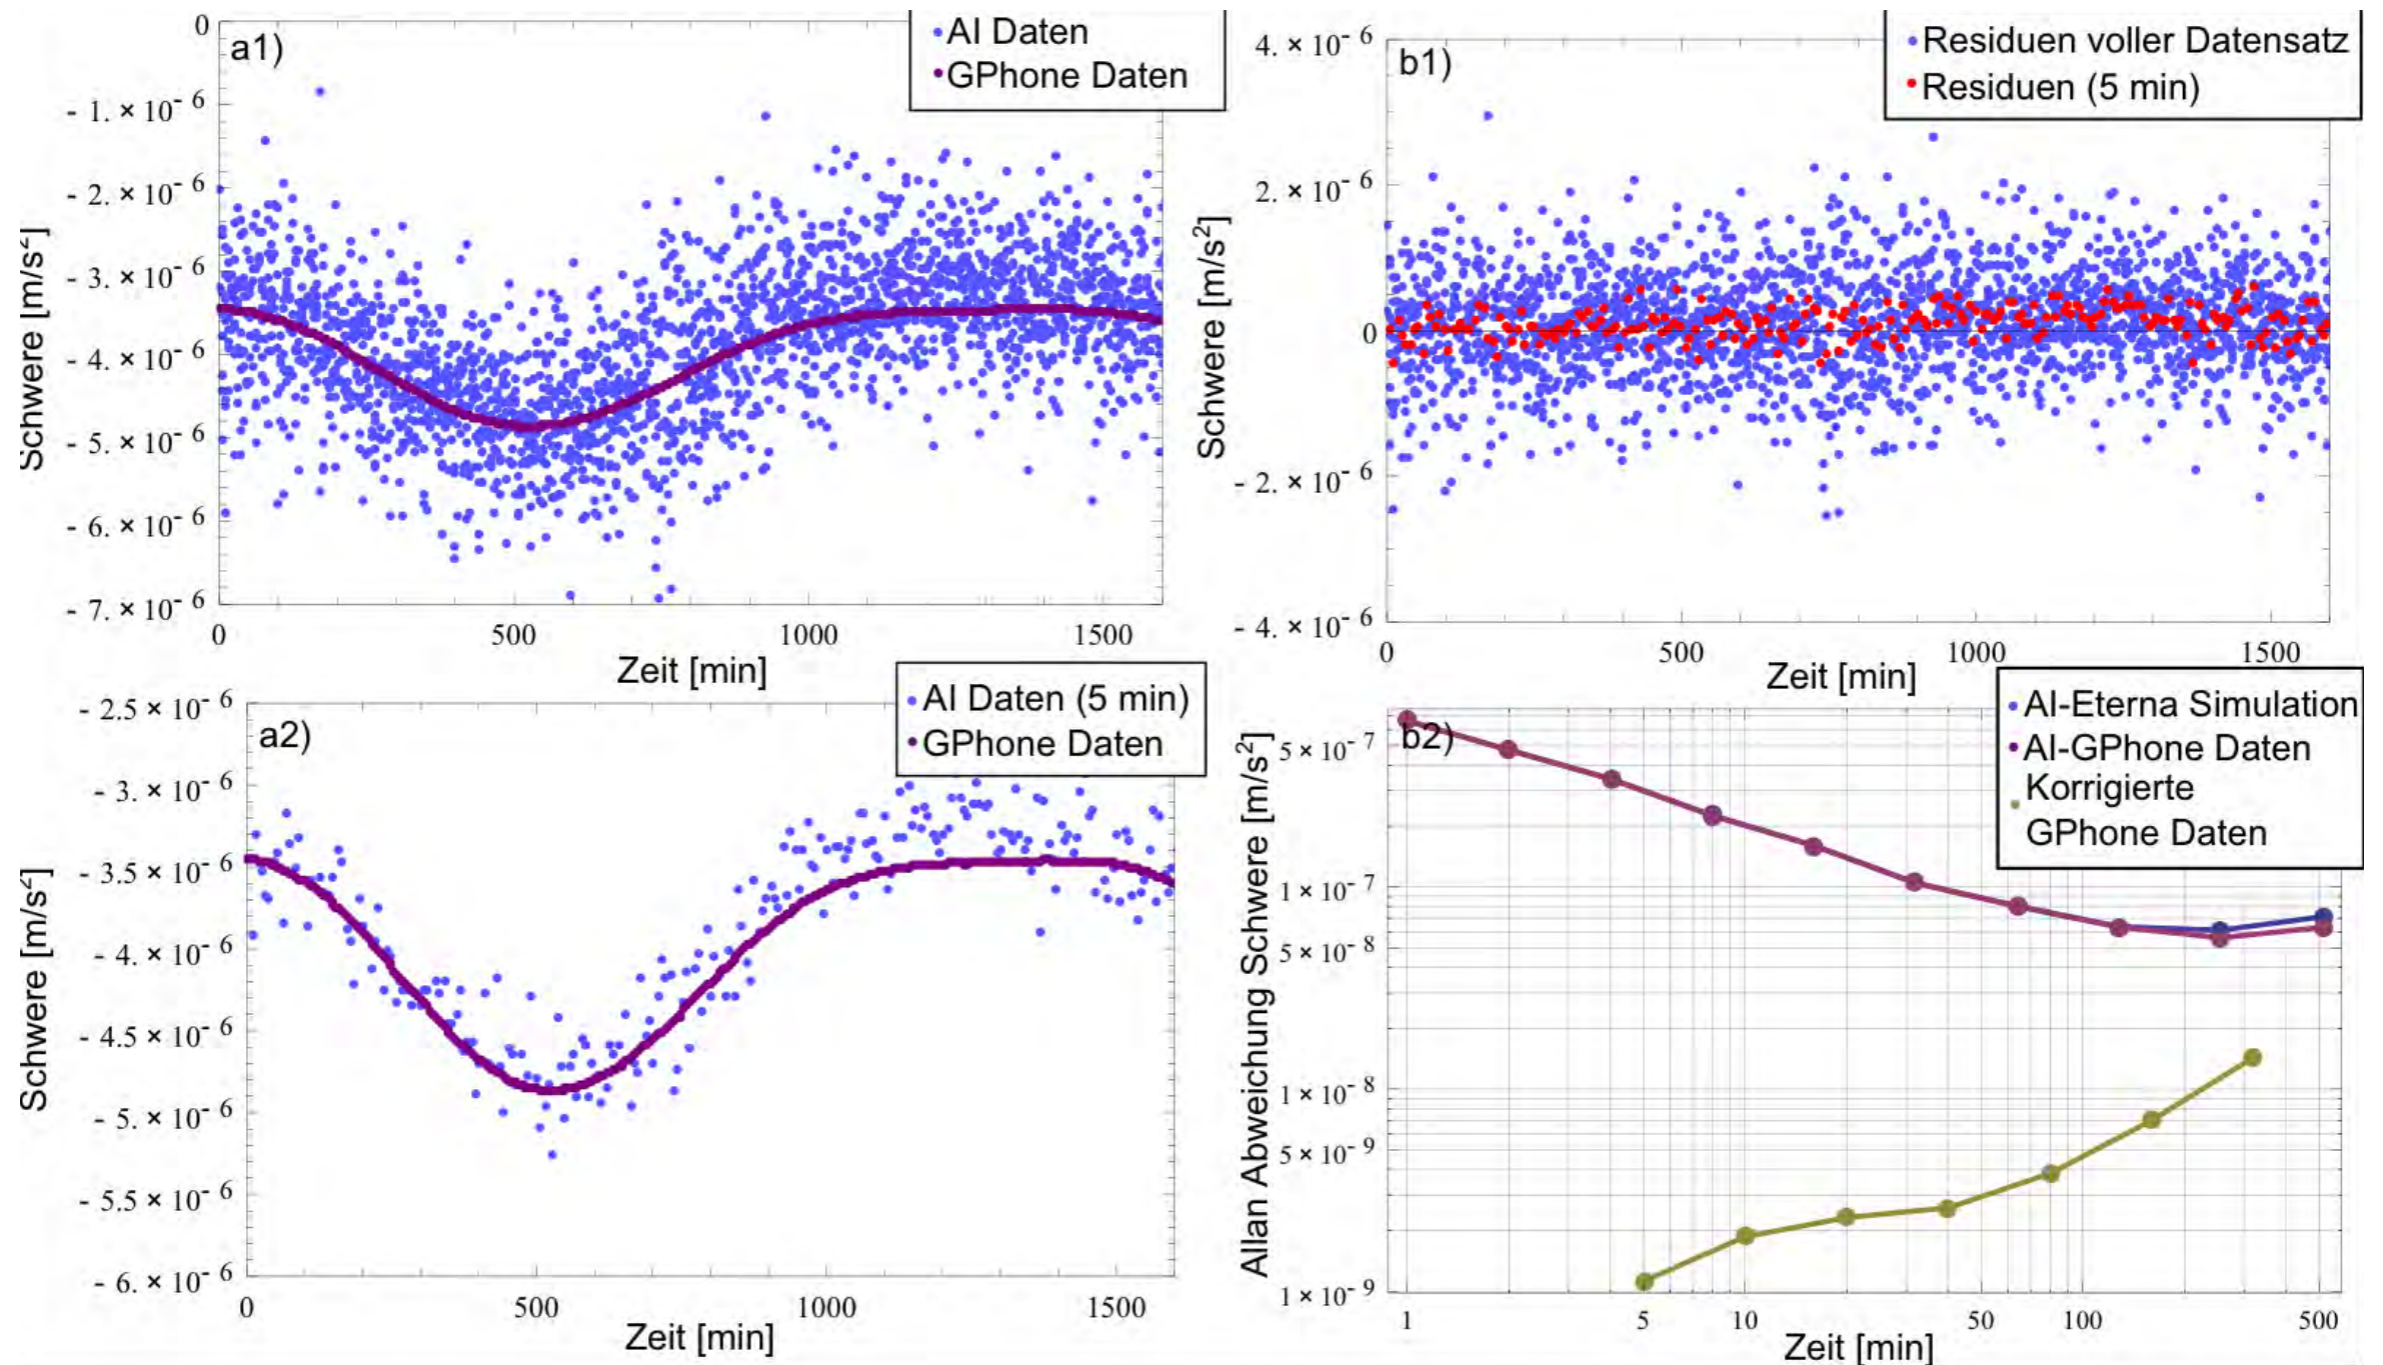 a1)
AI Daten
GPhone Daten
Schwere [m/s²]
0
- 1. × 10⁻⁶
- 2. × 10⁻⁶
- 3. × 10⁻⁶
- 4. × 10⁻⁶
- 5. × 10⁻⁶
- 6. × 10⁻⁶
- 7. × 10⁻⁶
0 500 1000 1500
Zeit [min]
b1)
Residuen voller Datensatz
Residuen (5 min)
Schwere [m/s²]
4. × 10⁻⁶
2. × 10⁻⁶
0
- 2. × 10⁻⁶
- 4. × 10⁻⁶
0 500 1000 1500
Zeit [min]
a2)
AI Daten (5 min)
GPhone Daten
Schwere [m/s²]
- 2.5 × 10⁻⁶
- 3. × 10⁻⁶
- 3.5 × 10⁻⁶
- 4. × 10⁻⁶
- 4.5 × 10⁻⁶
- 5. × 10⁻⁶
- 5.5 × 10⁻⁶
- 6. × 10⁻⁶
0 500 1000 1500
Zeit [min]
b2)
AI-Eterna Simulation
AI-GPhone Daten
Korrigierte
GPhone Daten
Allan Abweichung Schwere [m/s²]
5 × 10⁻⁷
1 × 10⁻⁷
5 × 10⁻⁸
1 × 10⁻⁸
5 × 10⁻⁹
1 × 10⁻⁹
1 5 10 50 100 500
Zeit [min]